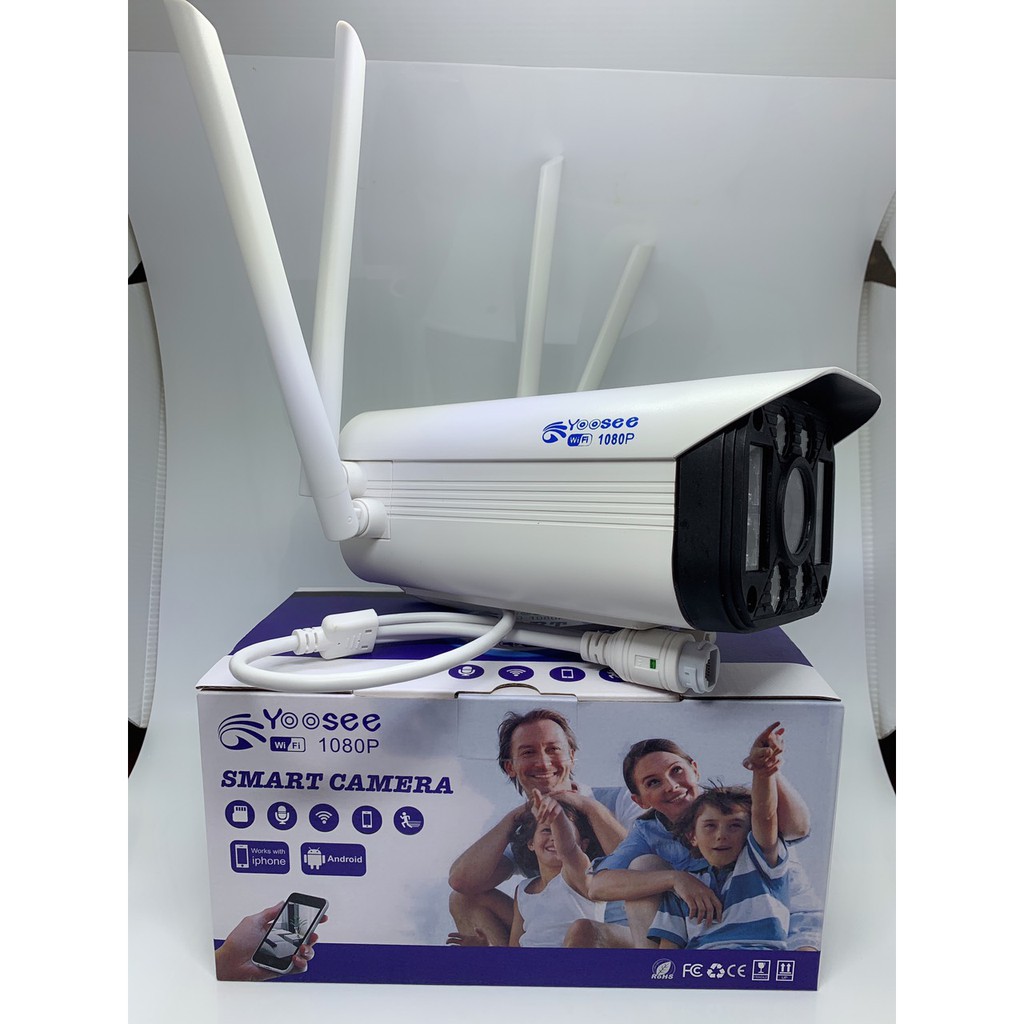 Yoosee
WiFi 1080P
Yoosee
WiFi 1080P
SMART CAMERA
Works with
iphone
Android
RoHS
FC CE